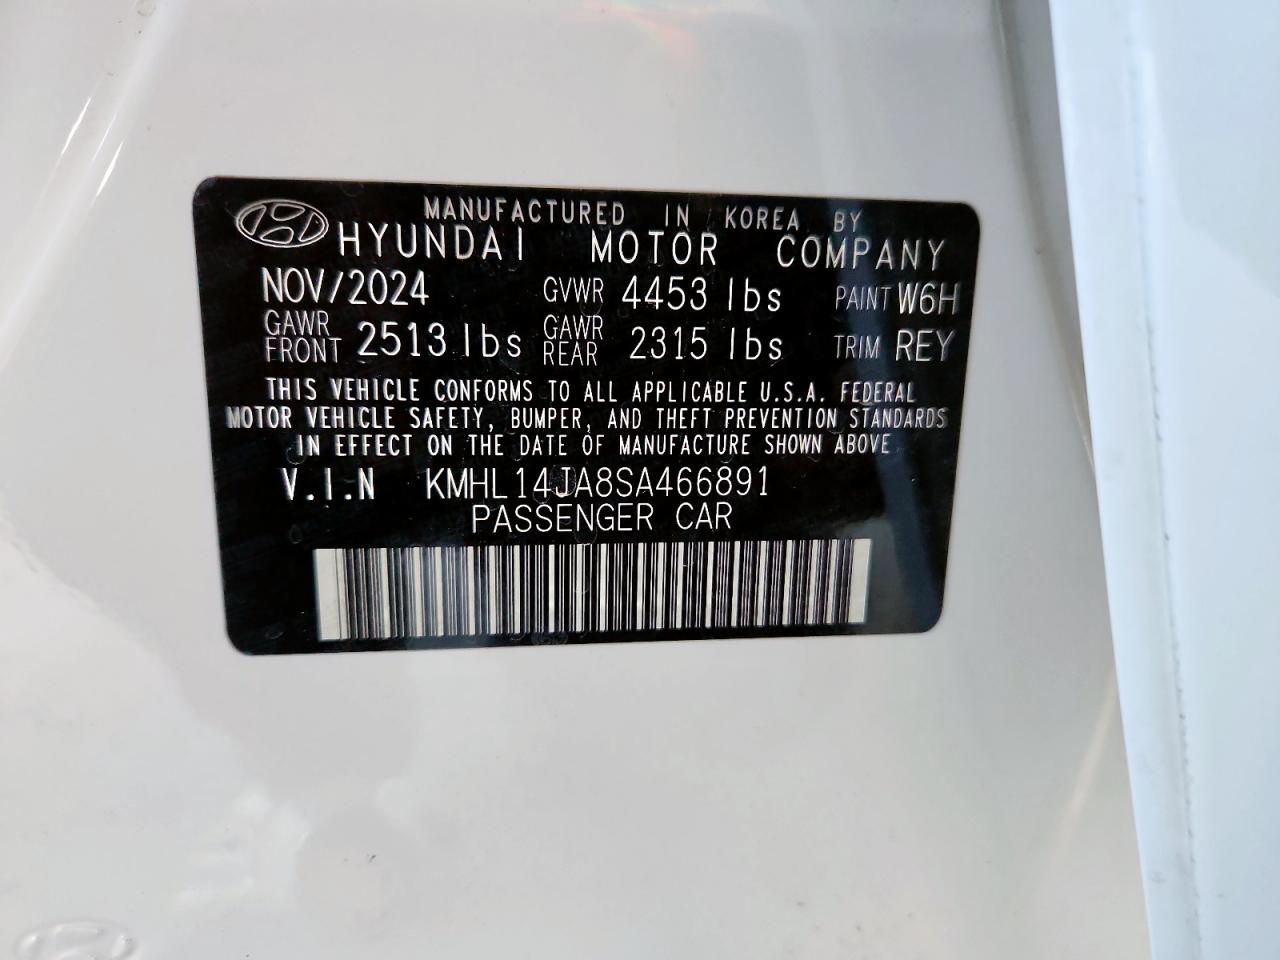 MANUFACTURED IN KOREA BY
HYUNDAI MOTOR COMPANY
NOV/2024 GVWR 4453 lbs PAINT W6H
GAWR FRONT 2513 lbs GAWR REAR 2315 lbs TRIM REY
THIS VEHICLE CONFORMS TO ALL APPLICABLE U.S.A. FEDERAL
MOTOR VEHICLE SAFETY, BUMPER, AND THEFT PREVENTION STANDARDS
IN EFFECT ON THE DATE OF MANUFACTURE SHOWN ABOVE
V.I.N KMHL14JA8SA466891
PASSENGER CAR